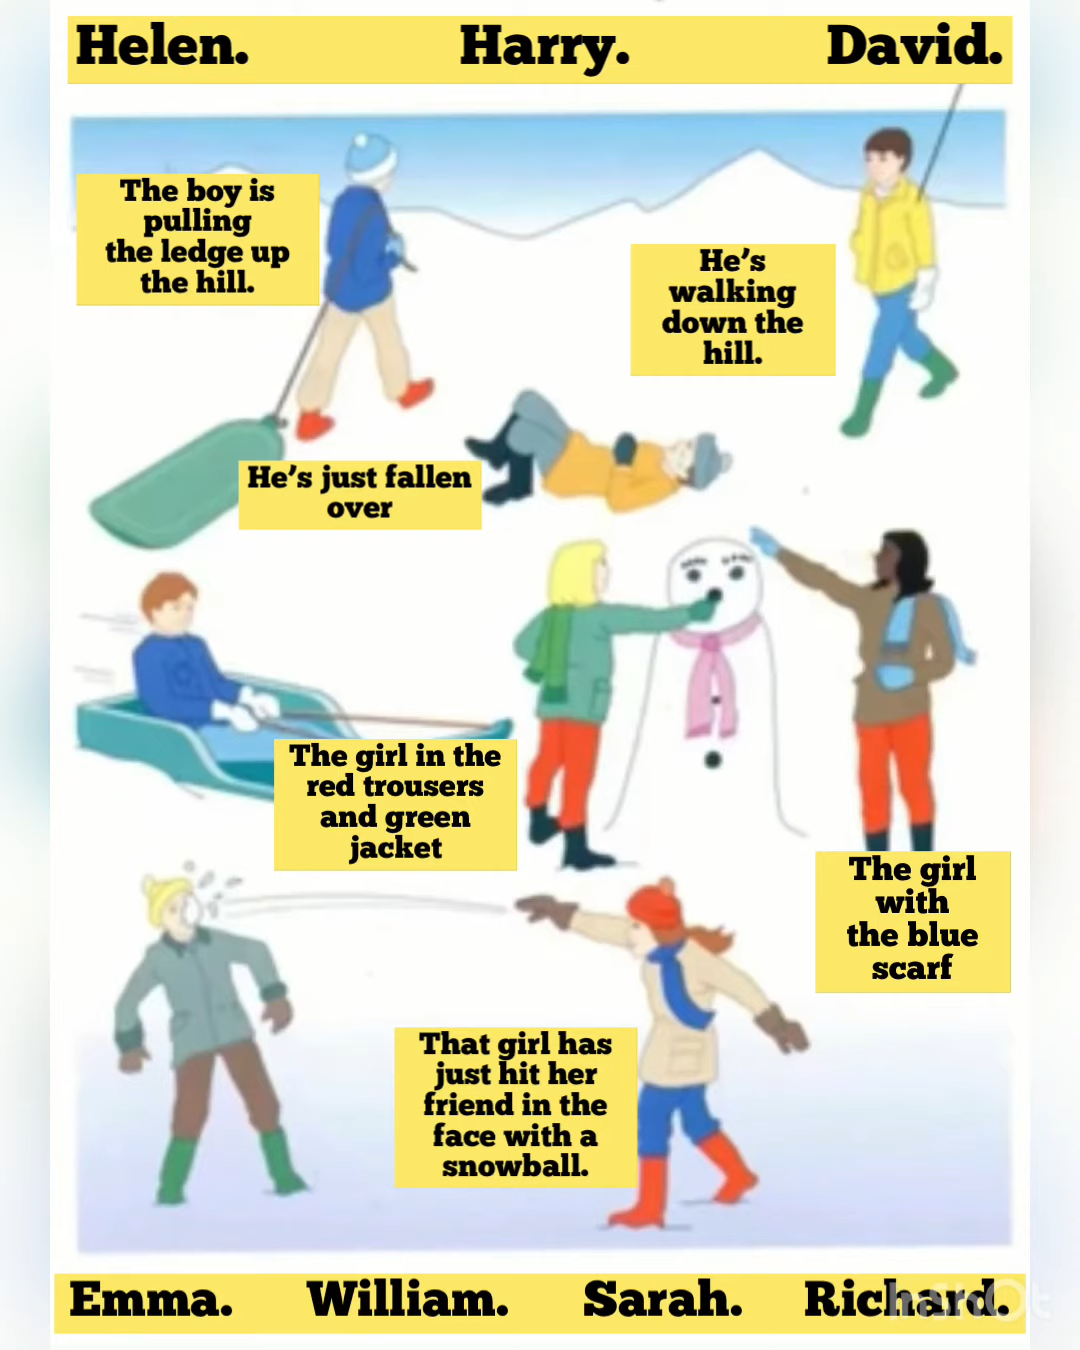 Helen. Harry. David.
The boy is
pulling
the ledge up
the hill.
He's
walking
down the
hill.
He's just fallen
over
The girl in the
red trousers
and green
jacket
The girl
with
the blue
scarf
That girl has
just hit her
friend in the
face with a
snowball.
Emma. William. Sarah. Richard.
InShOt